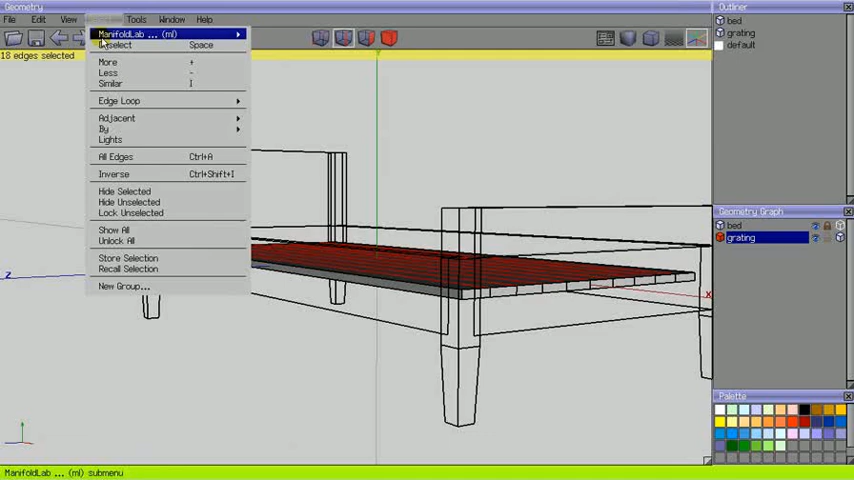 Geometry
Outliner
File Edit View Tools Window Help
bed
grating
default
ManifoldLab ... (ml)
select Space
18 edges selected
More +
Less -
Similar I
Edge Loop
Adjacent
By
Lights
All Edges Ctrl+A
Inverse Ctrl+Shift+I
Hide Selected
Hide Unselected
Lock Unselected
Show All
Unlock All
Store Selection
Recall Selection
New Group...
Geometry Graph
bed
grating
Z
X
Palette
ManifoldLab ... (ml) submenu